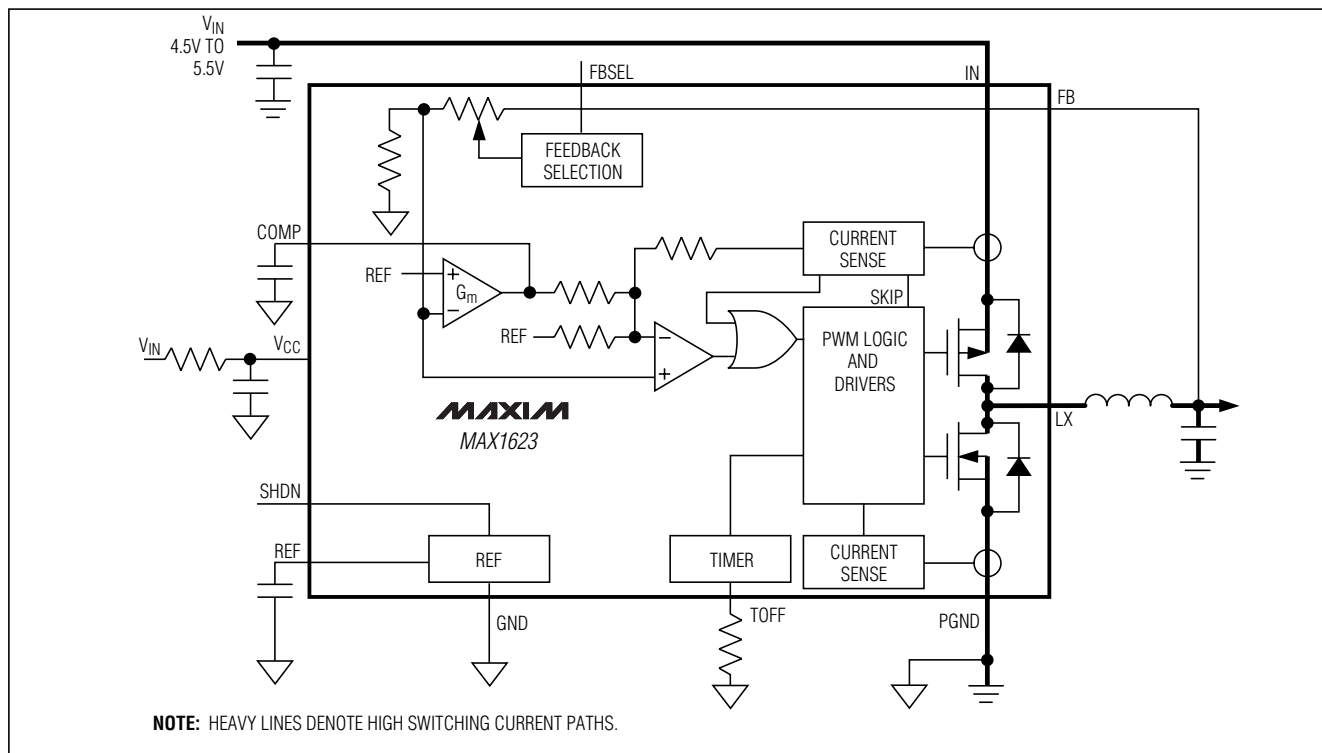 VIN
4.5V TO
5.5V
FBSEL
IN
FB
FEEDBACK
SELECTION
COMP
CURRENT
SENSE
REF
+
Gm
−
SKIP
REF
−
+
PWM LOGIC
AND
DRIVERS
VIN
VCC
MAXIM
MAX1623
LX
SHDN
REF
REF
TIMER
CURRENT
SENSE
GND
TOFF
PGND
NOTE: HEAVY LINES DENOTE HIGH SWITCHING CURRENT PATHS.